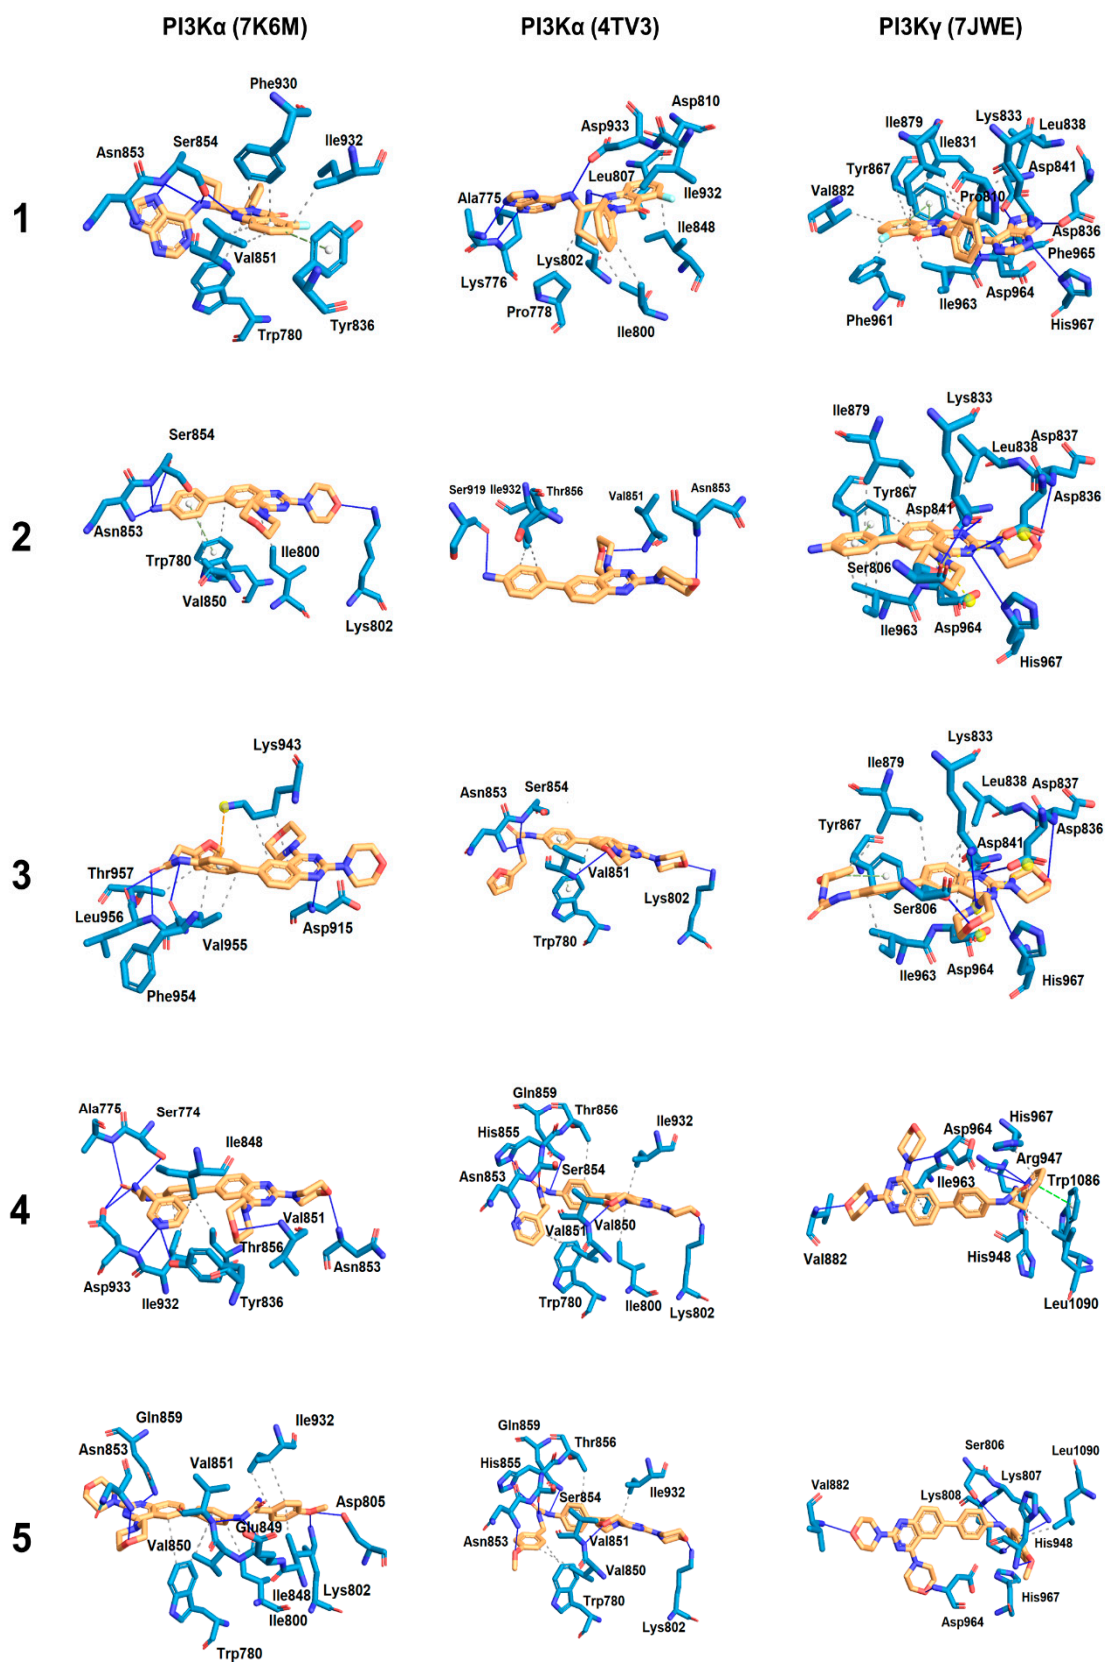 PI3Kα (7K6M)
PI3Kα (4TV3)
PI3Kγ (7JWE)
1
Phe930
Ser854
Asn853
Ile932
Val851
Trp780
Tyr836
Asp810
Asp933
Leu807
Ala775
Ile932
Ile848
Lys802
Lys776
Pro778
Ile800
Lys833
Ile879
Ile831
Leu838
Tyr867
Asp841
Val882
Pro810
Asp836
Phe965
Asp964
Ile963
Phe961
His967
2
Ser854
Asn853
Trp780
Ile800
Val850
Lys802
Ser919
Ile932
Thr856
Val851
Asn853
Lys833
Ile879
Asp837
Leu838
Asp836
Tyr867
Asp841
Ser806
Ile963
Asp964
His967
3
Lys943
Thr957
Leu956
Val955
Asp915
Phe954
Ser854
Asn853
Val851
Lys802
Trp780
Lys833
Ile879
Leu838
Asp837
Asp836
Tyr867
Asp841
Ser806
Ile963
Asp964
His967
4
Ala775
Ser774
Ile848
Val851
Thr856
Asn853
Asp933
Ile932
Tyr836
Gln859
Thr856
His855
Ile932
Asn853
Ser854
Val851
Val850
Trp780
Ile800
Lys802
His967
Asp964
Arg947
Ile963
Trp1086
Val882
His948
Leu1090
5
Gln859
Ile932
Asn853
Val851
Asp805
Val850
Glu849
Ile848
Lys802
Ile800
Trp780
Gln859
Thr856
His855
Ile932
Ser854
Asn853
Val851
Val850
Trp780
Lys802
Ser806
Leu1090
Val882
Lys807
Lys808
His948
His967
Asp964